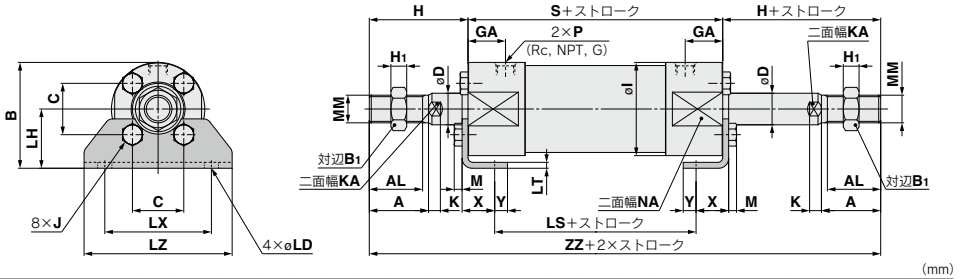 H
S+ストローク
H+ストローク
GA
2×P
(Rc, NPT, G)
GA
二面幅KA
H1
øD
øI
øD
H1
MM
MM
B
C
LH
対辺B1
二面幅KA
AL
A
K
M
X
Y
LT
二面幅NA
Y
X
M
K
AL
A
対辺B1
8×J
C
LX
LZ
4×øLD
LS+ストローク
ZZ+2×ストローク
(mm)